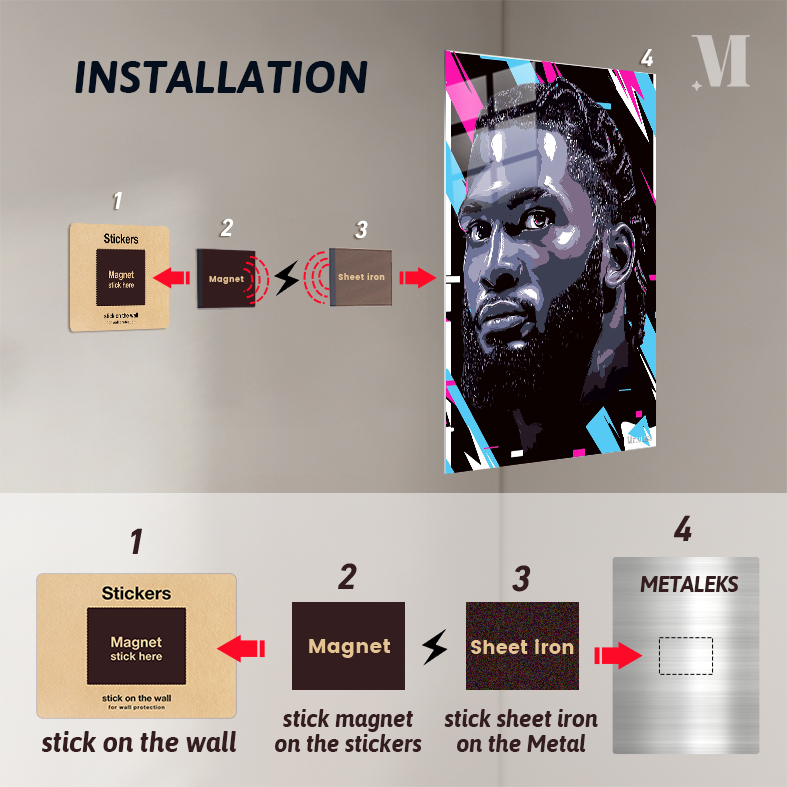 INSTALLATION
M
4
1
2
3
Stickers
Magnet
stick here
stick on the wall
for wall protection
Magnet
Sheet iron
1
2
3
4
Stickers
Magnet
stick here
stick on the wall
for wall protection
Magnet
Sheet iron
METALEKS
stick on the wall
stick magnet
on the stickers
stick sheet iron
on the Metal